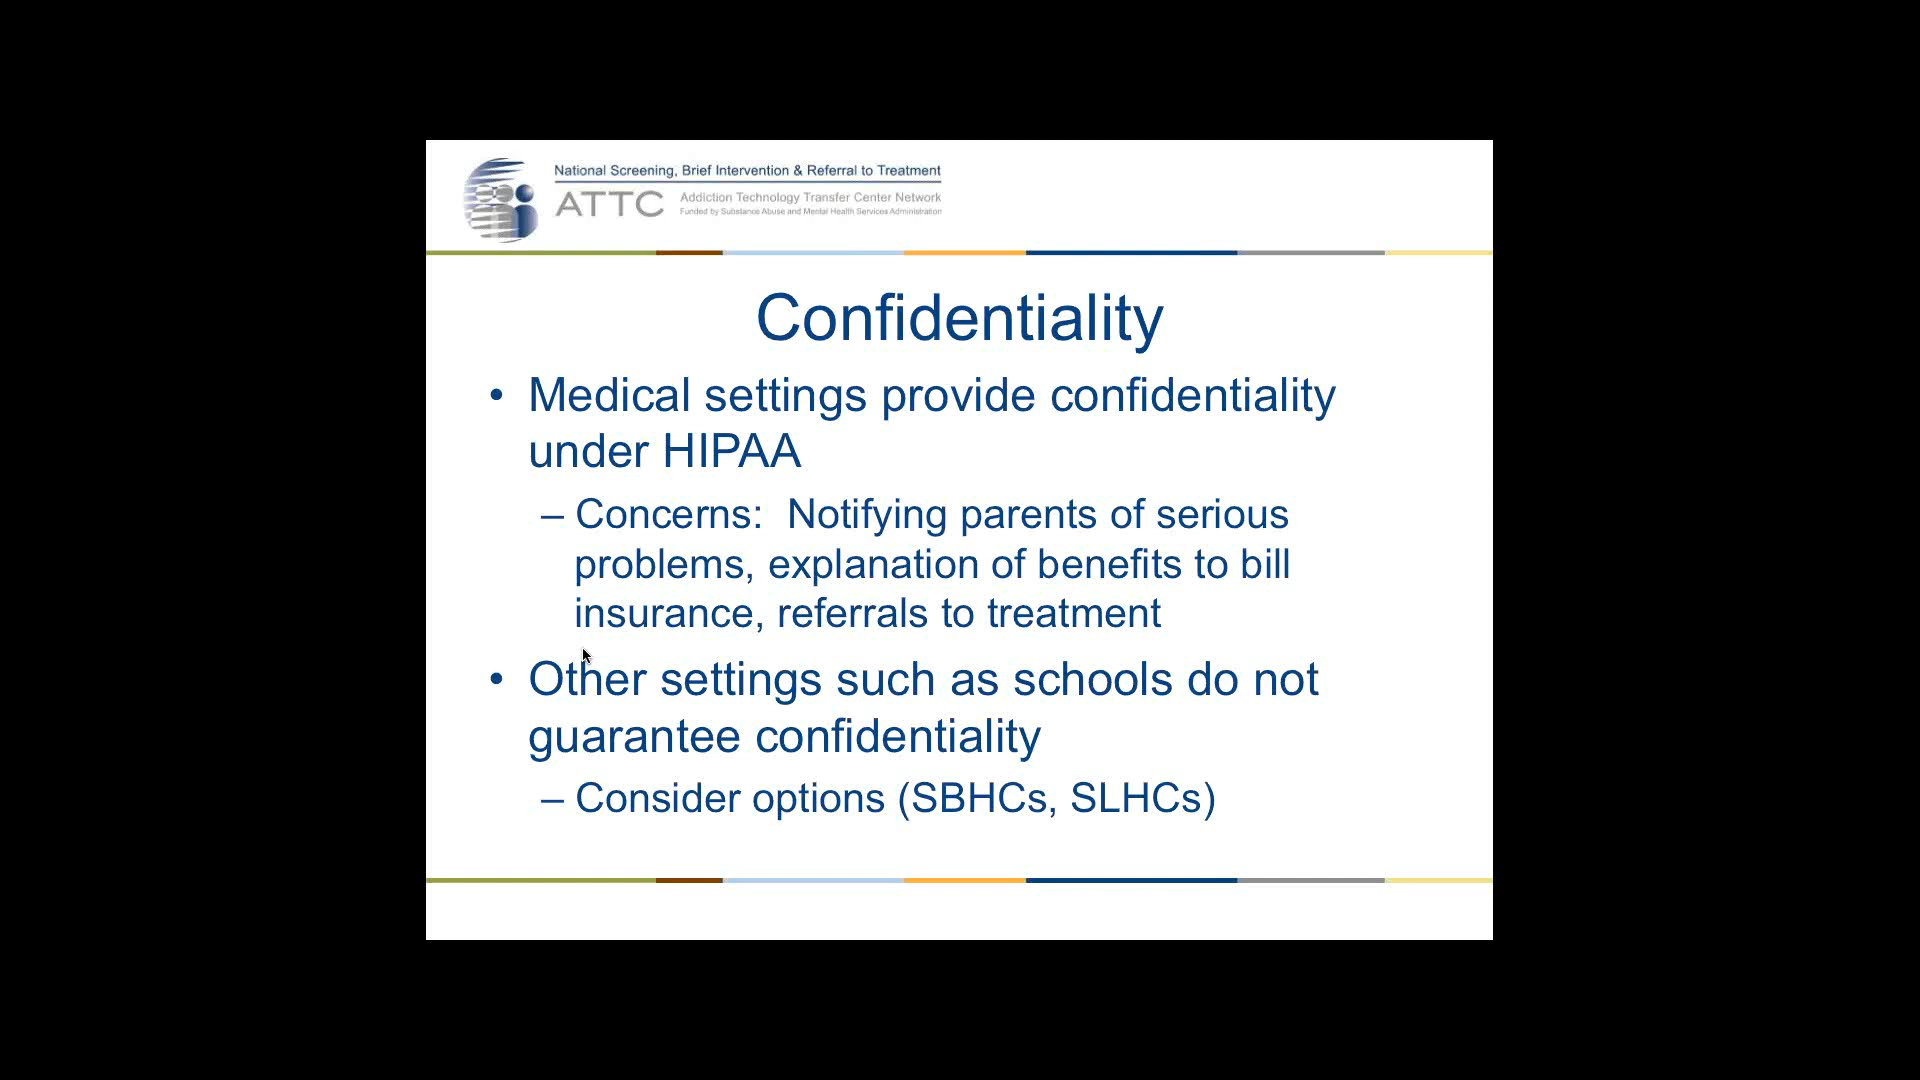 National Screening, Brief Intervention & Referral to Treatment
ATTC Addiction Technology Transfer Center Network
Funded by Substance Abuse and Mental Health Services Administration
Confidentiality
• Medical settings provide confidentiality
under HIPAA
– Concerns:  Notifying parents of serious
problems, explanation of benefits to bill
insurance, referrals to treatment
• Other settings such as schools do not
guarantee confidentiality
– Consider options (SBHCs, SLHCs)